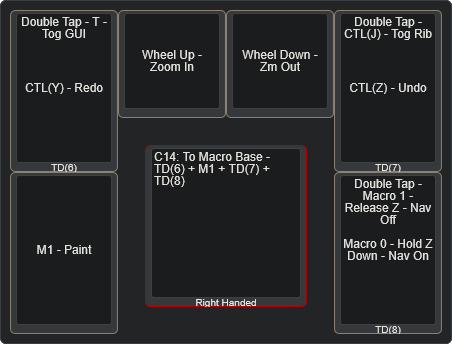 Double Tap - T -
Tog GUI
CTL(Y) - Redo
TD(6)
Wheel Up -
Zoom In
Wheel Down -
Zm Out
Double Tap -
CTL(J) - Tog Rib
CTL(Z) - Undo
TD(7)
C14: To Macro Base -
TD(6) + M1 + TD(7) +
TD(8)
Right Handed
M1 - Paint
Double Tap -
Macro 1 -
Release Z - Nav
Off
Macro 0 - Hold Z
Down - Nav On
TD(8)